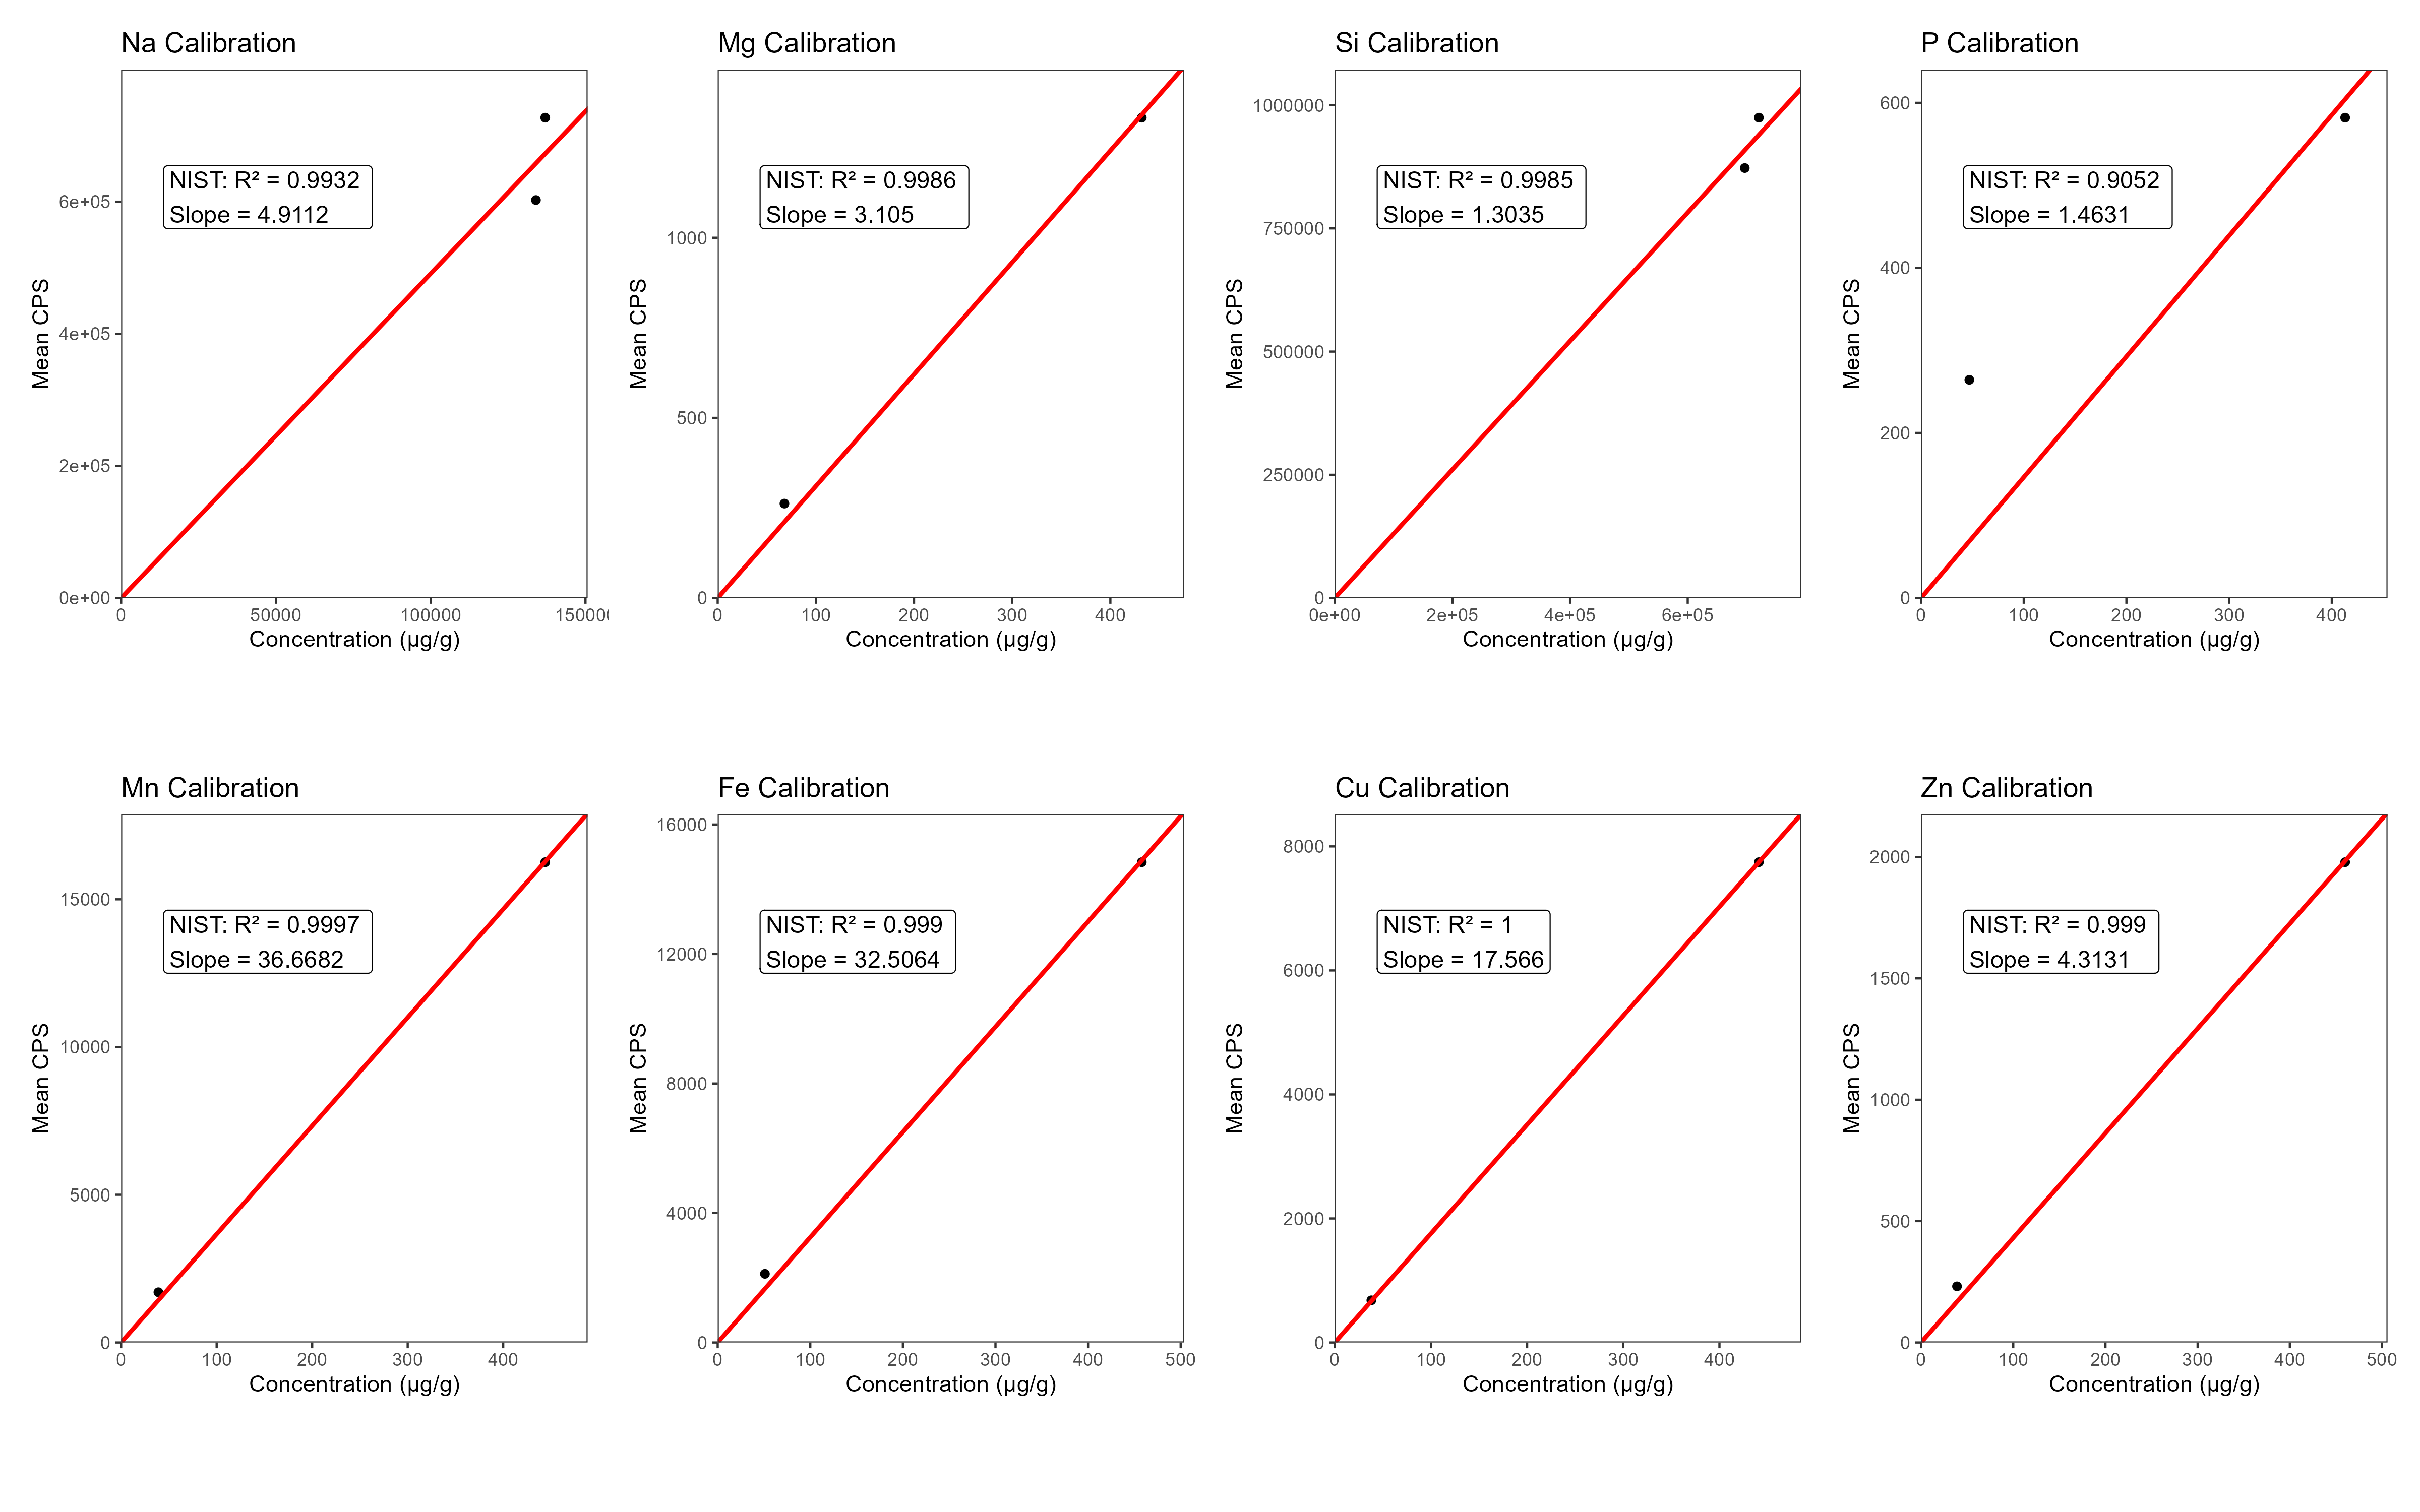 Na Calibration
Mean CPS
6e+05
4e+05
2e+05
0e+00
NIST: R² = 0.9932
Slope = 4.9112
0 50000 100000
Concentration (µg/g)
Mg Calibration
Mean CPS
1000
500
0
NIST: R² = 0.9986
Slope = 3.105
0 100 200 300 400
Concentration (µg/g)
Si Calibration
Mean CPS
1000000
750000
500000
250000
0
NIST: R² = 0.9985
Slope = 1.3035
0e+00 2e+05 4e+05 6e+05
Concentration (µg/g)
P Calibration
Mean CPS
600
400
200
0
NIST: R² = 0.9052
Slope = 1.4631
0 100 200 300 400
Concentration (µg/g)
Mn Calibration
Mean CPS
15000
10000
5000
0
NIST: R² = 0.9997
Slope = 36.6682
0 100 200 300 400
Concentration (µg/g)
Fe Calibration
Mean CPS
16000
12000
8000
4000
0
NIST: R² = 0.999
Slope = 32.5064
0 100 200 300 400 500
Concentration (µg/g)
Cu Calibration
Mean CPS
8000
6000
4000
2000
0
NIST: R² = 1
Slope = 17.566
0 100 200 300 400
Concentration (µg/g)
Zn Calibration
Mean CPS
2000
1500
1000
500
0
NIST: R² = 0.999
Slope = 4.3131
0 100 200 300 400 500
Concentration (µg/g)